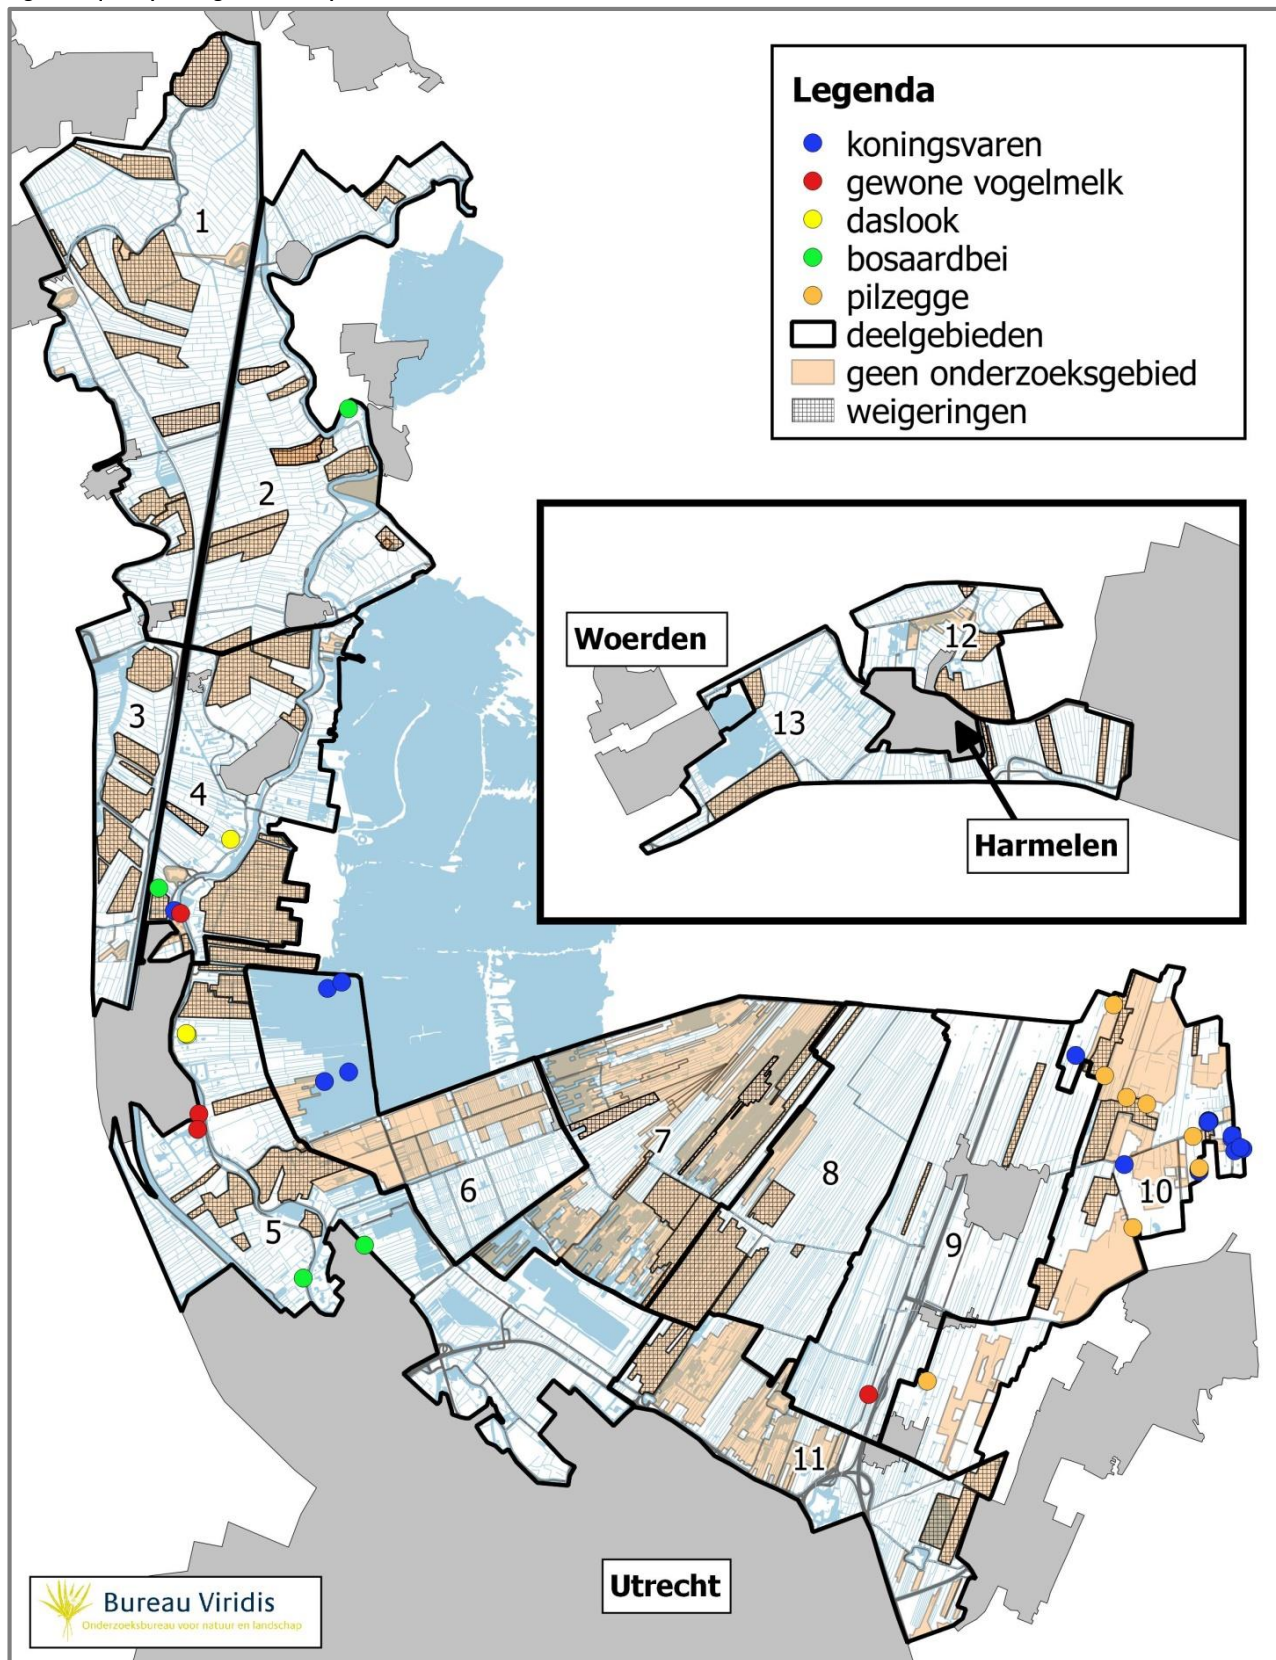 Legenda
koningsvaren
gewone vogelmelk
daslook
bosaardbei
pilzegge
deelgebieden
geen onderzoeksgebied
weigeringen
1
2
3
4
5
6
7
8
9
10
11
Woerden
12
13
Harmelen
Utrecht
Bureau Viridis
Onderzoeksbureau voor natuur en landschap